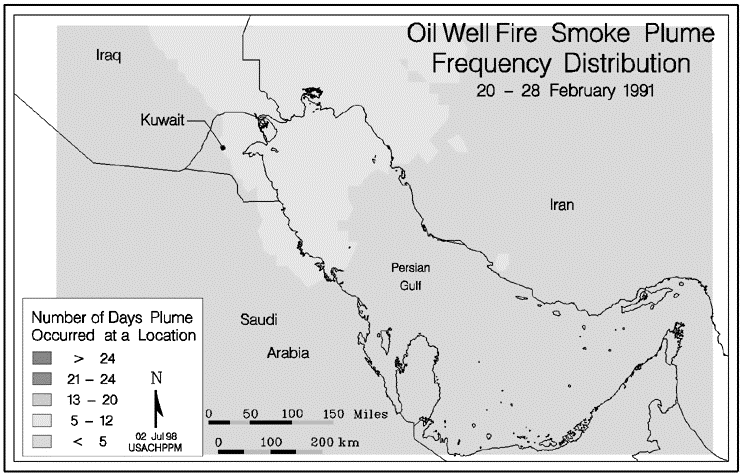 Oil Well Fire Smoke Plume
Frequency Distribution
20 - 28 February 1991
Iraq
Kuwait
Iran
Persian
Gulf
Saudi
Arabia
Number of Days Plume
Occurred at a Location
> 24
21 - 24
13 - 20
5 - 12
< 5
N
02 Jul 98
USACHPPM
0 50 100 150 Miles
0 100 200 km